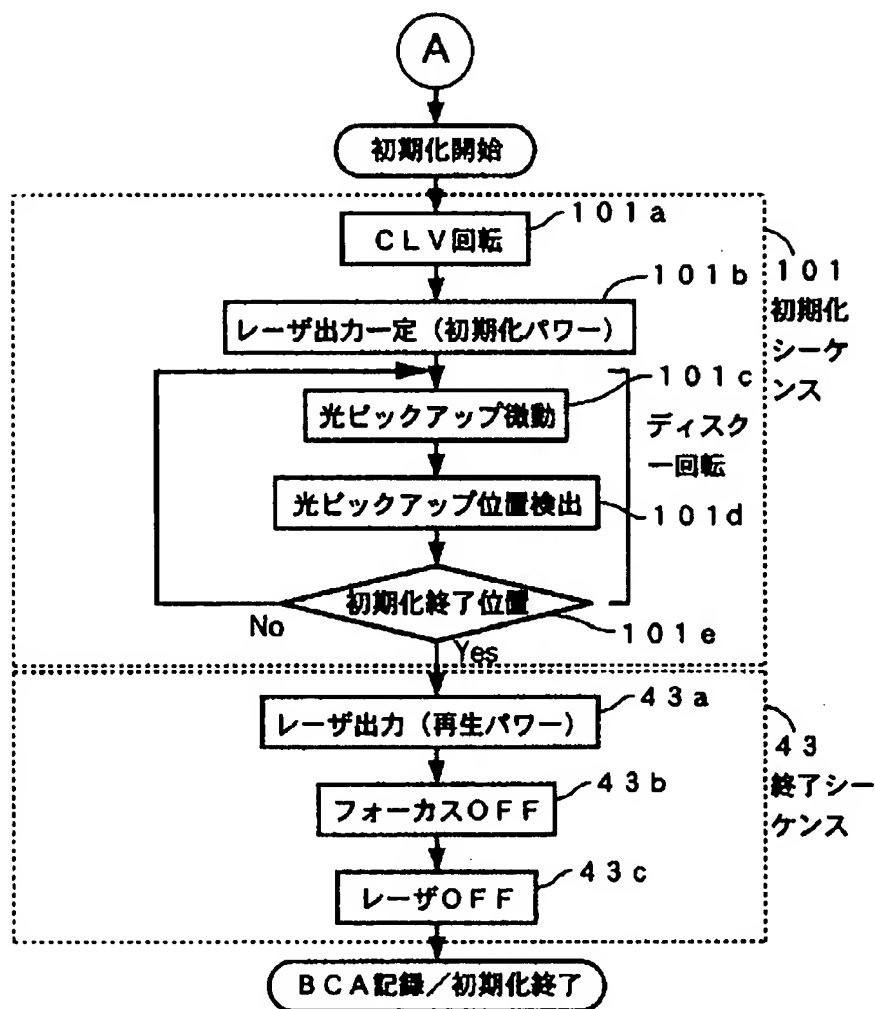 A
初期化開始
101a
CLV回転
101b
101
初期化
シーケ
ンス
レーザ出力一定（初期化パワー）
101c
光ピックアップ微動
ディスク
一回転
光ピックアップ位置検出
101d
初期化終了位置
No
101e
Yes
43a
レーザ出力（再生パワー）
43
終了シー
ケンス
43b
フォーカスOFF
43c
レーザOFF
BCA記録／初期化終了